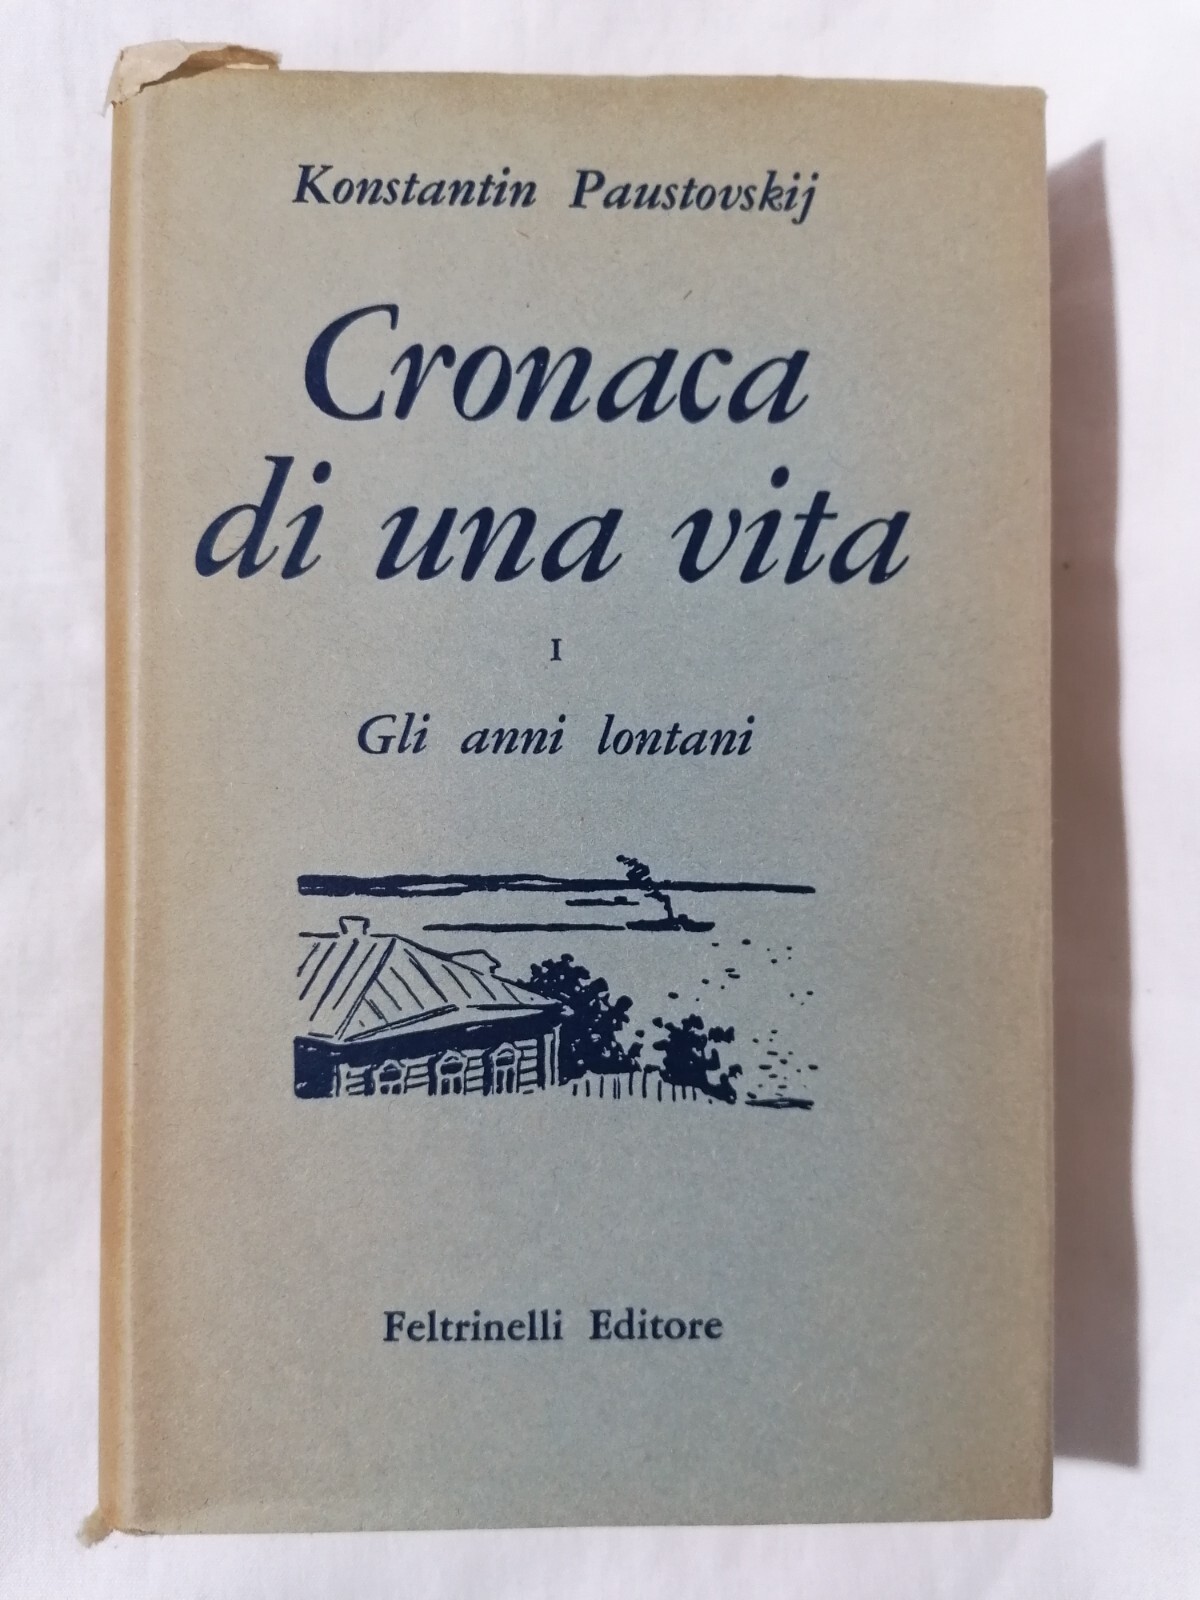 Konstantin Paustovskij
Cronaca
di una vita
I
Gli anni lontani
Feltrinelli Editore